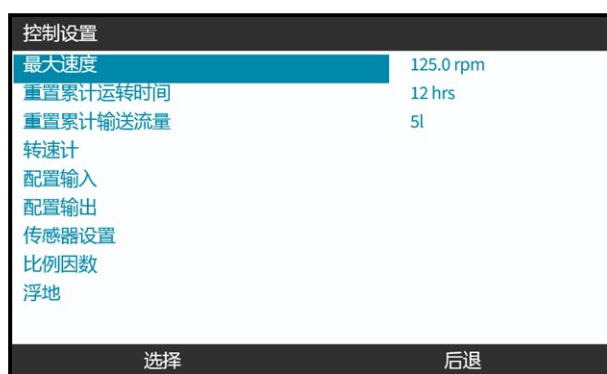 控制设置
最大速度 125.0 rpm
重置累计运转时间 12 hrs
重置累计输送流量 5l
转速计
配置输入
配置输出
传感器设置
比例因数
浮地
选择 后退